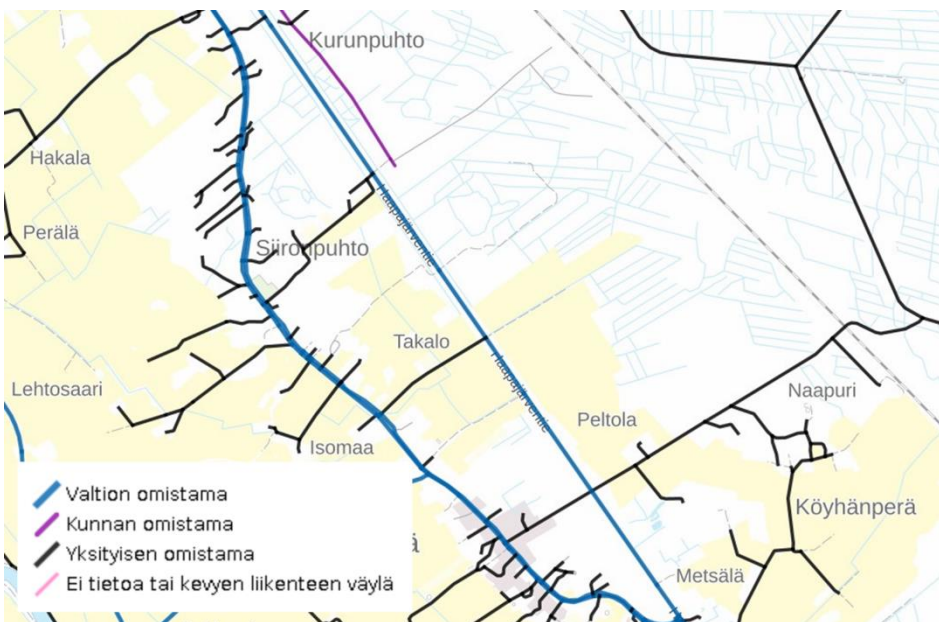 Kurunpuhto
Hakala
Perälä
Siironpuhto
Haapajärventie
Takalo
Haapajärventie
Lehtosaari
Naapuri
Peltola
Isomaa
Köyhänperä
ä
Metsälä
Valtion omistama
Kunnan omistama
Yksityisen omistama
Ei tietoa tai kevyen liikenteen väylä